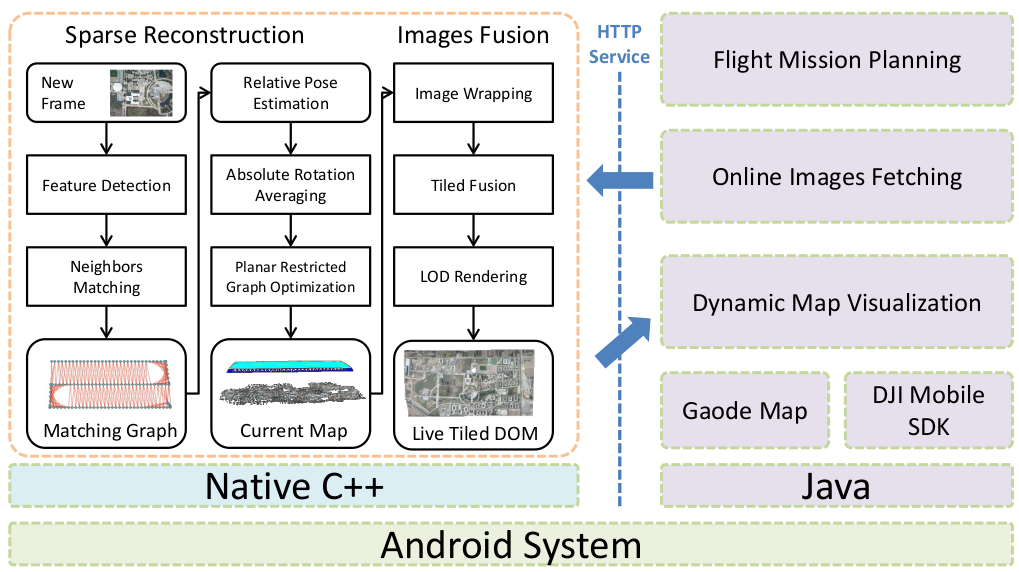 Sparse Reconstruction
New
Frame
Feature Detection
Neighbors
Matching
Matching Graph
Relative Pose
Estimation
Absolute Rotation
Averaging
Planar Restricted
Graph Optimization
Current Map
Images Fusion
Image Wrapping
Tiled Fusion
LOD Rendering
Live Tiled DOM
Native C++
HTTP
Service
Flight Mission Planning
Online Images Fetching
Dynamic Map Visualization
Gaode Map
DJI Mobile
SDK
Java
Android System